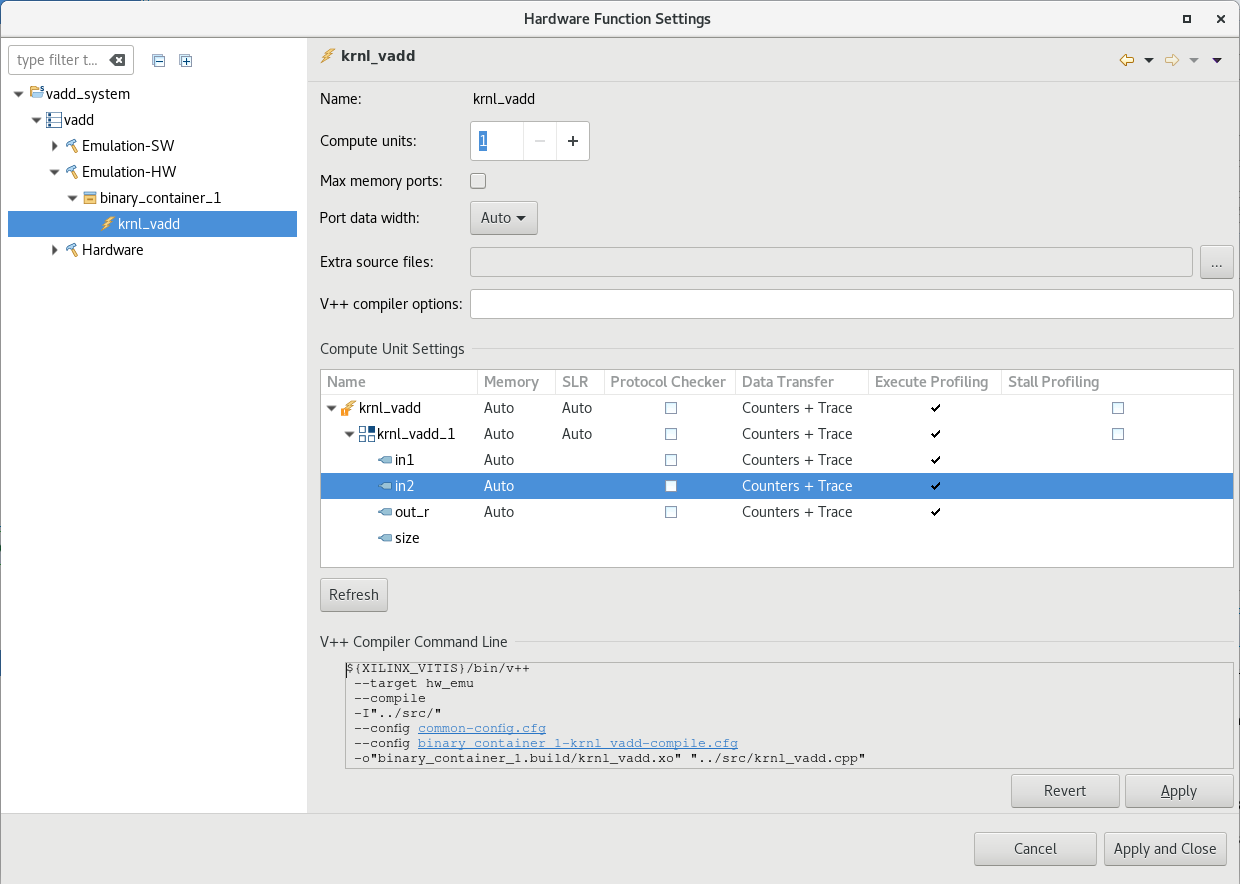 Hardware Function Settings
type filter t...
vadd_system
vadd
Emulation-SW
Emulation-HW
binary_container_1
krnl_vadd
Hardware
krnl_vadd
Name: krnl_vadd
Compute units: 1
Max memory ports:
Port data width: Auto
Extra source files: ...
V++ compiler options:
Compute Unit Settings
Name Memory SLR Protocol Checker Data Transfer Execute Profiling Stall Profiling
krnl_vadd Auto Auto Counters + Trace
krnl_vadd_1 Auto Auto Counters + Trace
in1 Auto Counters + Trace
in2 Auto Counters + Trace
out_r Auto Counters + Trace
size
Refresh
V++ Compiler Command Line
${XILINX_VITIS}/bin/v++
--target hw_emu
--compile
-I"../src/"
--config common-config.cfg
--config binary_container_1-krnl_vadd-compile.cfg
-o"binary_container_1.build/krnl_vadd.xo" "../src/krnl_vadd.cpp"
Revert Apply
Cancel Apply and Close